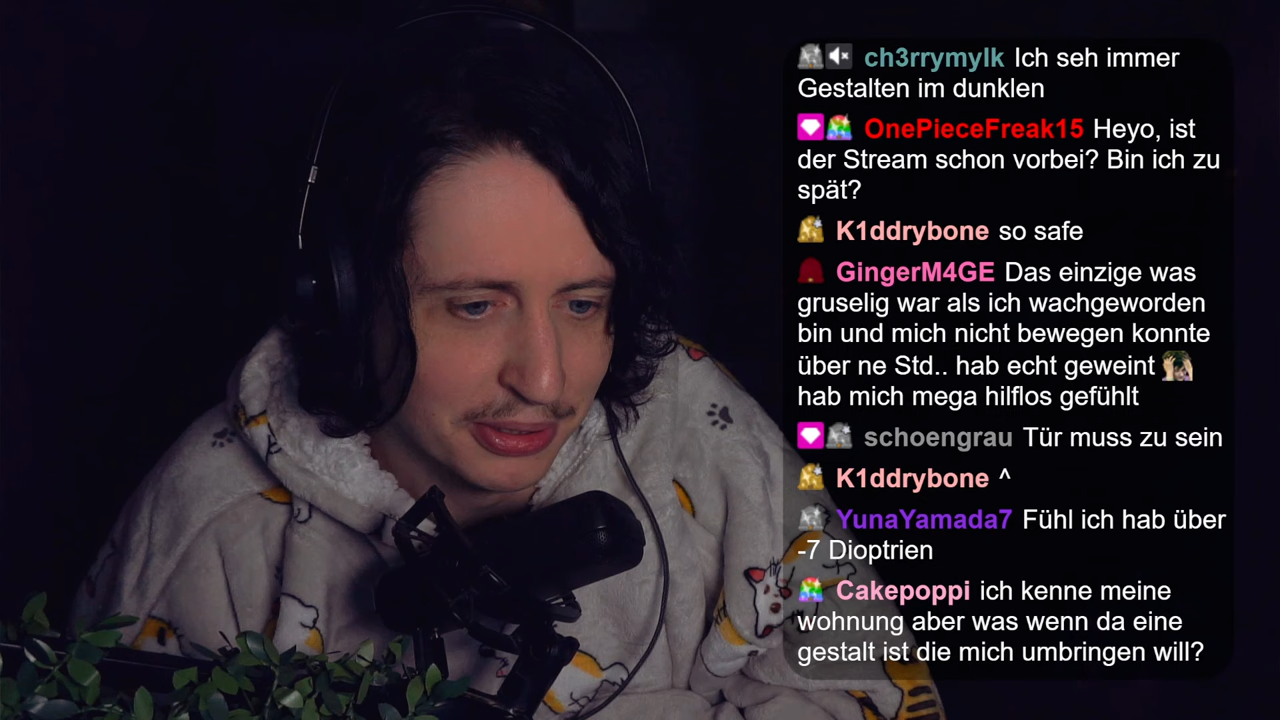 ch3rrymylk Ich seh immer
Gestalten im dunklen
OnePieceFreak15 Heyo, ist
der Stream schon vorbei? Bin ich zu
spät?
K1ddrybone so safe
GingerM4GE Das einzige was
gruselig war als ich wachgeworden
bin und mich nicht bewegen konnte
über ne Std.. hab echt geweint
hab mich mega hilflos gefühlt
schoengrau Tür muss zu sein
K1ddrybone ^
YunaYamada7 Fühl ich hab über
-7 Dioptrien
Cakepoppi ich kenne meine
wohnung aber was wenn da eine
gestalt ist die mich umbringen will?